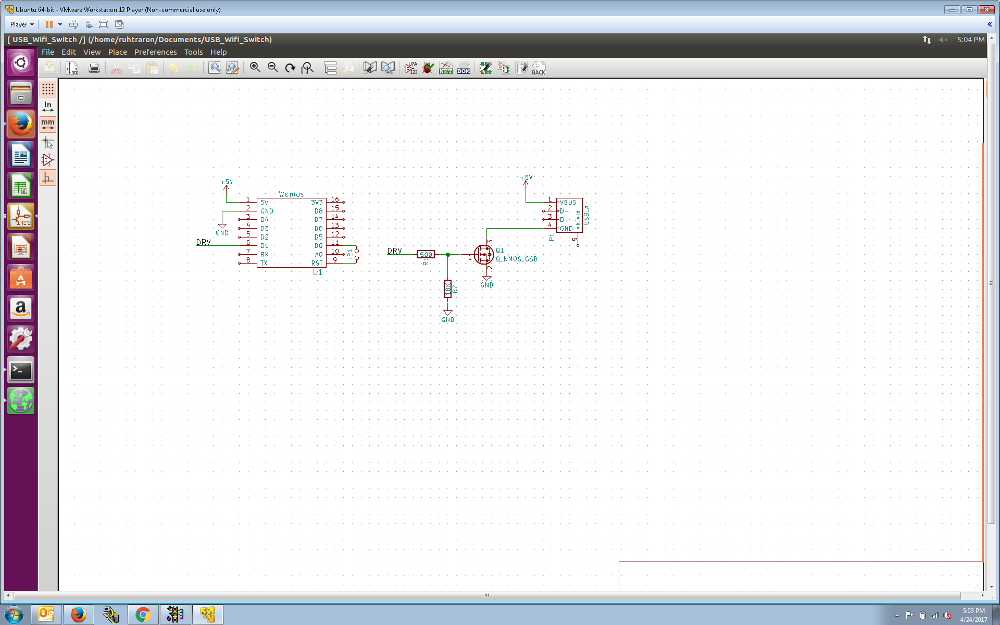 Ubuntu 64-bit - VMware Workstation 12 Player (Non-commercial use only)
Player
[ USB_Wifi_Switch /] (/home/ruhtraron/Documents/USB_Wifi_Switch)
5:04 PM
File Edit View Place Preferences Tools Help
U?A
123
NET
BOM
BACK
In
mm
+5V
Wemos
1 5V 3V3 16
2 GND D8 15
3 D4 D7 14
4 D3 D6 13
5 D2 D5 12
6 D1 D0 11
7 RX A0 10
8 TX RST 9
GND
DRV
JP1
U1
DRV
500
R1
10K
R2
GND
1
3
2
Q1
Q_NMOS_GSD
GND
+5V
1 VBUS
2 D-
3 D+
4 GND
shield
USB_A
P1
5
a
5:03 PM
4/24/2017